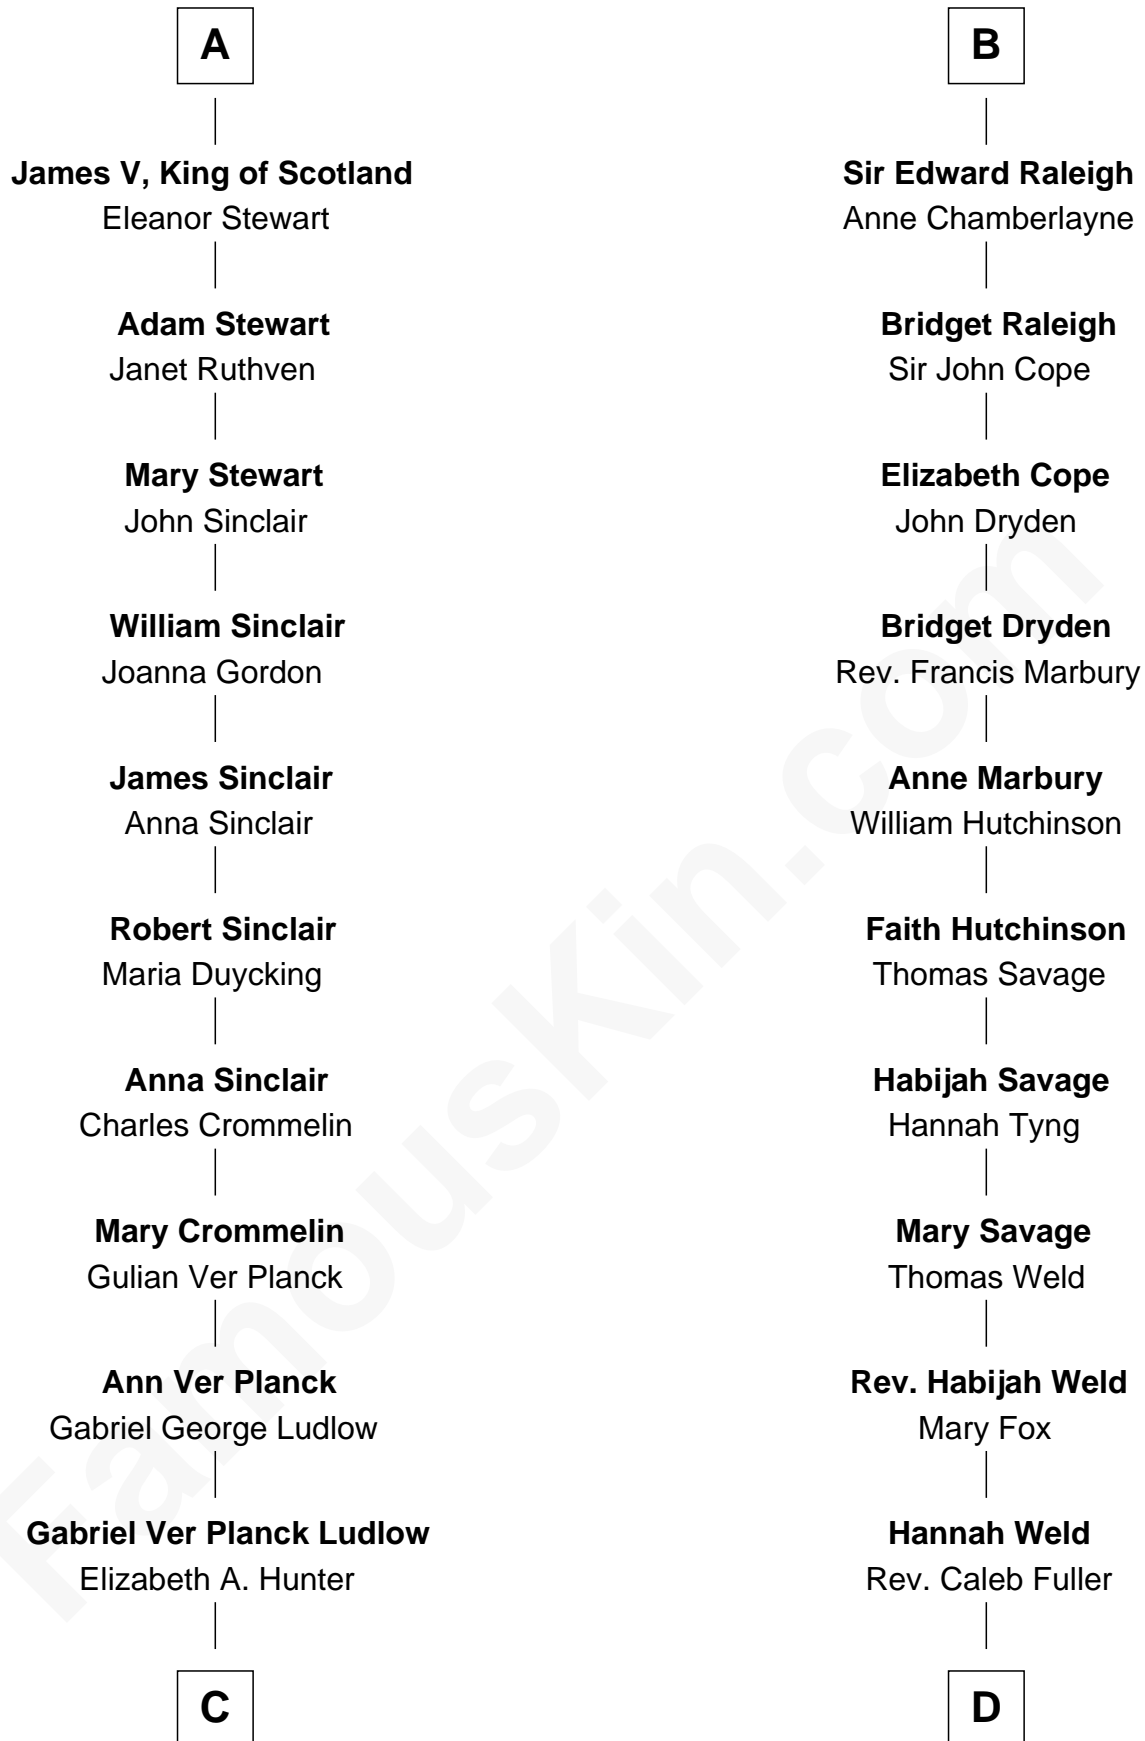 A
James V, King of Scotland
Eleanor Stewart
Adam Stewart
Janet Ruthven
Mary Stewart
John Sinclair
William Sinclair
Joanna Gordon
James Sinclair
Anna Sinclair
Robert Sinclair
Maria Duycking
Anna Sinclair
Charles Crommelin
Mary Crommelin
Gulian Ver Planck
Ann Ver Planck
Gabriel George Ludlow
Gabriel Ver Planck Ludlow
Elizabeth A. Hunter
C
B
Sir Edward Raleigh
Anne Chamberlayne
Bridget Raleigh
Sir John Cope
Elizabeth Cope
John Dryden
Bridget Dryden
Rev. Francis Marbury
Anne Marbury
William Hutchinson
Faith Hutchinson
Thomas Savage
Habijah Savage
Hannah Tyng
Mary Savage
Thomas Weld
Rev. Habijah Weld
Mary Fox
Hannah Weld
Rev. Caleb Fuller
D
FamousKin.com